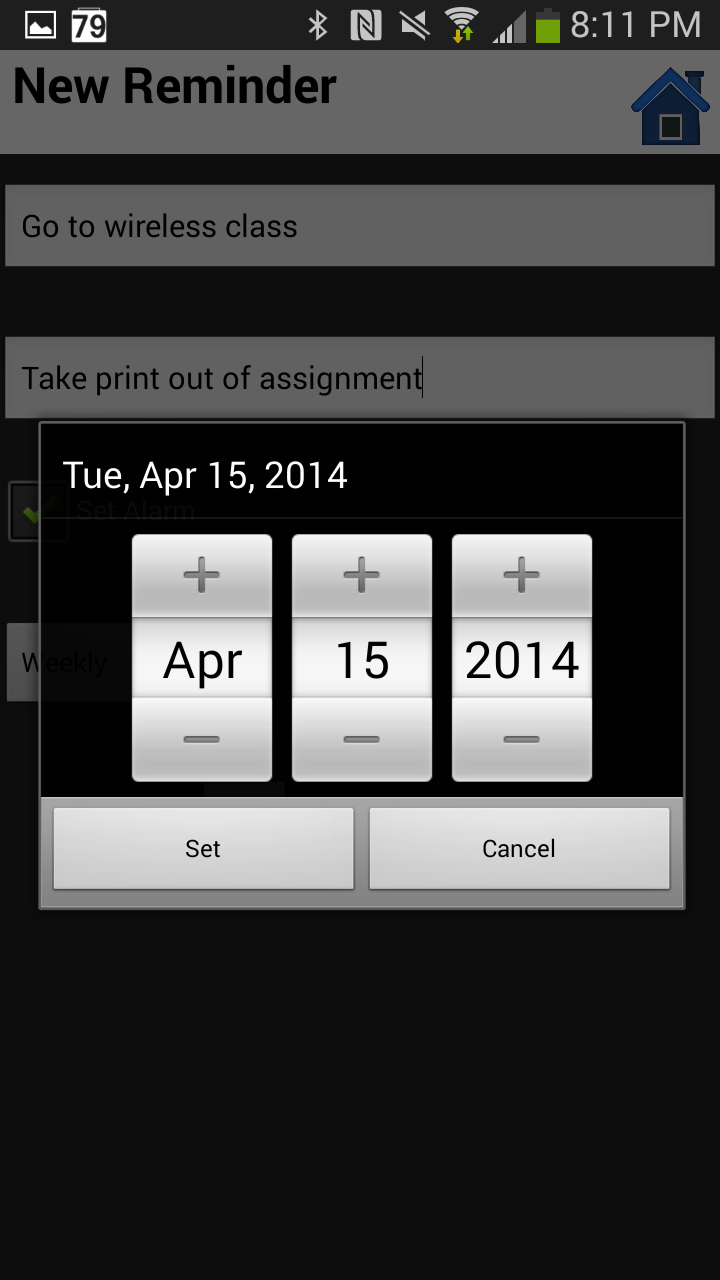 79 8:11 PM
New Reminder
Go to wireless class
Take print out of assignment
Tue, Apr 15, 2014
Set Alarm
Apr 15 2014
Weekly
Set Cancel